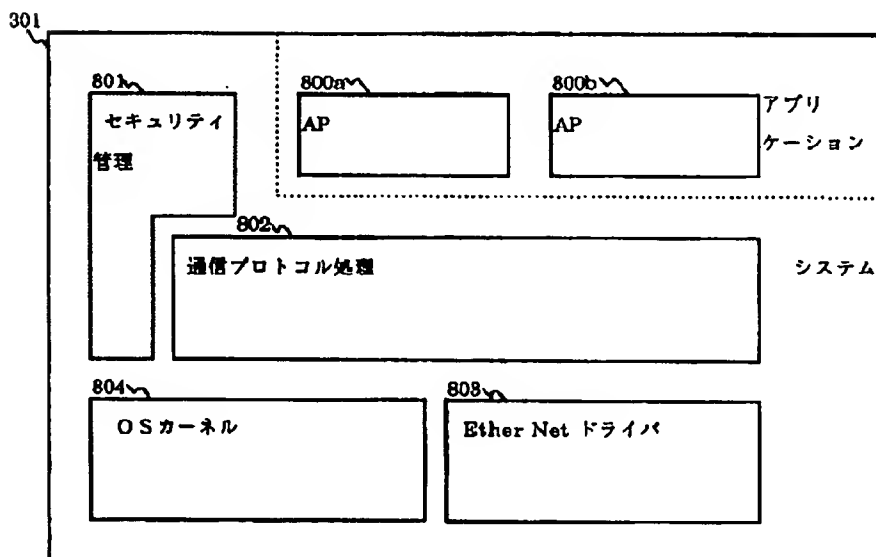 301
801
800a
800b
セキュリティ
管理
AP
AP
アプリ
ケーション
802
通信プロトコル処理
システム
804
803
OSカーネル
Ether Net ドライバ